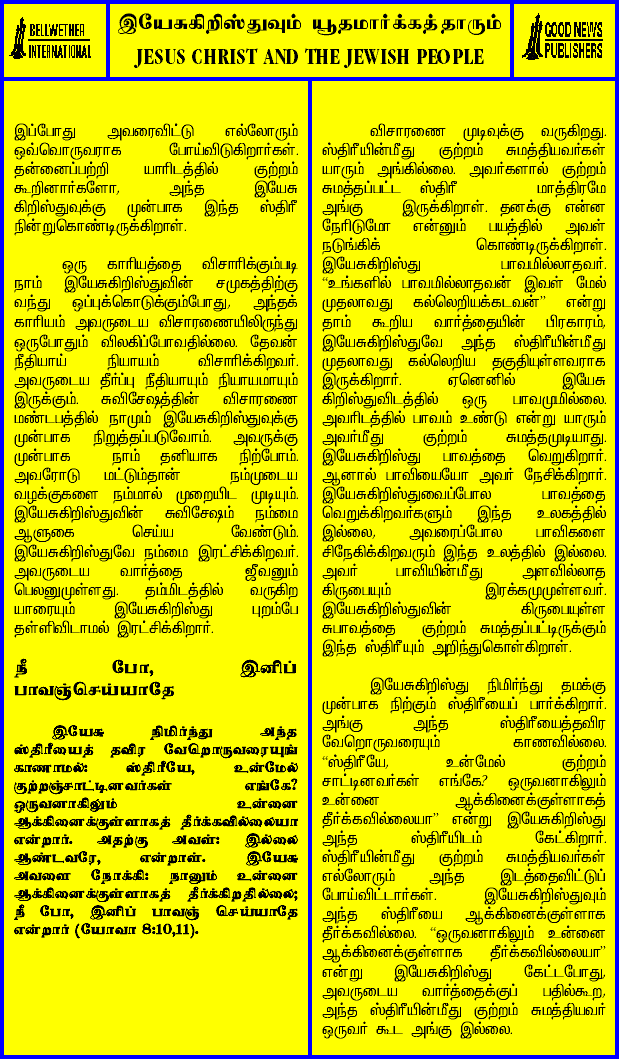 BELLWETHER
INTERNATIONAL
இயேசுகிறிஸ்துவும் யூதமார்க்கத்தாரும்
JESUS CHRIST AND THE JEWISH PEOPLE
GOOD NEWS
PUBLISHERS
இப்போது அவரைவிட்டு எல்லோரும்
ஒவ்வொருவராக போய்விடுகிறார்கள்.
தன்னைப்பற்றி யாரிடத்தில் குற்றம்
கூறினார்களோ, அந்த இயேசு
கிறிஸ்துவுக்கு முன்பாக இந்த ஸ்திரீ
நின்றுகொண்டிருக்கிறாள்.
ஒரு காரியத்தை விசாரிக்கும்படி
நாம் இயேசுகிறிஸ்துவின் சமுகத்திற்கு
வந்து ஒப்புக்கொடுக்கும்போது, அந்தக்
காரியம் அவருடைய விசாரணையிலிருந்து
ஒருபோதும் விலகிப்போவதில்லை. தேவன்
நீதியாய் நியாயம் விசாரிக்கிறவர்.
அவருடைய தீர்ப்பு நீதியாயும் நியாயமாயும்
இருக்கும். சுவிசேஷத்தின் விசாரணை
மண்டபத்தில் நாமும் இயேசுகிறிஸ்துவுக்கு
முன்பாக நிறுத்தப்படுவோம். அவருக்கு
முன்பாக நாம் தனியாக நிற்போம்.
அவரோடு மட்டும்தான் நம்முடைய
வழக்குகளை நம்மால் முறையிட முடியும்.
இயேசுகிறிஸ்துவின் சுவிசேஷம் நம்மை
ஆளுகை செய்ய வேண்டும்.
இயேசுகிறிஸ்துவே நம்மை இரட்சிக்கிறவர்.
அவருடைய வார்த்தை ஜீவனும்
பெலனுமுள்ளது. தம்மிடத்தில் வருகிற
யாரையும் இயேசுகிறிஸ்து புறம்பே
தள்ளிவிடாமல் இரட்சிக்கிறார்.
நீ போ, இனிப்
பாவஞ்செய்யாதே
இயேசு நிமிர்ந்து அந்த
ஸ்திரீயைத் தவிர வேறொருவரையுங்
காணாமல்: ஸ்திரீயே, உன்மேல்
குற்றஞ்சாட்டினவர்கள் எங்கே?
ஒருவனாகிலும் உன்னை
ஆக்கினைக்குள்ளாகத் தீர்க்கவில்லையா
என்றார். அதற்கு அவள்: இல்லை
ஆண்டவரே, என்றாள். இயேசு
அவளை நோக்கி: நானும் உன்னை
ஆக்கினைக்குள்ளாகத் தீர்க்கிறதில்லை;
நீ போ, இனிப் பாவஞ் செய்யாதே
என்றார் (யோவா 8:10,11).
விசாரணை முடிவுக்கு வருகிறது.
ஸ்திரீயின்மீது குற்றம் சுமத்தியவர்கள்
யாரும் அங்கில்லை. அவர்களால் குற்றம்
சுமத்தப்பட்ட ஸ்திரீ மாத்திரமே
அங்கு இருக்கிறாள். தனக்கு என்ன
நேரிடுமோ என்னும் பயத்தில் அவள்
நடுங்கிக் கொண்டிருக்கிறாள்.
இயேசுகிறிஸ்து பாவமில்லாதவர்.
“உங்களில் பாவமில்லாதவன் இவள் மேல்
முதலாவது கல்லெறியக்கடவன்” என்று
தாம் கூறிய வார்த்தையின் பிரகாரம்,
இயேசுகிறிஸ்துவே அந்த ஸ்திரீயின்மீது
முதலாவது கல்லெறிய தகுதியுள்ளவராக
இருக்கிறார். ஏனெனில் இயேசு
கிறிஸ்துவிடத்தில் ஒரு பாவமுமில்லை.
அவரிடத்தில் பாவம் உண்டு என்று யாரும்
அவர்மீது குற்றம் சுமத்தமுடியாது.
இயேசுகிறிஸ்து பாவத்தை வெறுகிறார்.
ஆனால் பாவியையோ அவர் நேசிக்கிறார்.
இயேசுகிறிஸ்துவைப்போல பாவத்தை
வெறுக்கிறவர்களும் இந்த உலகத்தில்
இல்லை, அவரைப்போல பாவிகளை
சிநேகிக்கிறவரும் இந்த உலத்தில் இல்லை.
அவர் பாவியின்மீது அளவில்லாத
கிருபையும் இரக்கமுமுள்ளவர்.
இயேசுகிறிஸ்துவின் கிருபையுள்ள
சுபாவத்தை குற்றம் சுமத்தப்பட்டிருக்கும்
இந்த ஸ்திரீயும் அறிந்துகொள்கிறாள்.
இயேசுகிறிஸ்து நிமிர்ந்து தமக்கு
முன்பாக நிற்கும் ஸ்திரீயைப் பார்க்கிறார்.
அங்கு அந்த ஸ்திரீயைத்தவிர
வேறொருவரையும் காணவில்லை.
“ஸ்திரீயே, உன்மேல் குற்றம்
சாட்டினவர்கள் எங்கே? ஒருவனாகிலும்
உன்னை ஆக்கினைக்குள்ளாகத்
தீர்க்கவில்லையா” என்று இயேசுகிறிஸ்து
அந்த ஸ்திரீயிடம் கேட்கிறார்.
ஸ்திரீயின்மீது குற்றம் சுமத்தியவர்கள்
எல்லோரும் அந்த இடத்தைவிட்டுப்
போய்விட்டார்கள். இயேசுகிறிஸ்துவும்
அந்த ஸ்திரீயை ஆக்கினைக்குள்ளாக
தீர்க்கவில்லை. “ஒருவனாகிலும் உன்னை
ஆக்கினைக்குள்ளாக தீர்க்கவில்லையா”
என்று இயேசுகிறிஸ்து கேட்டபோது,
அவருடைய வார்த்தைக்குப் பதில்கூற,
அந்த ஸ்திரீயின்மீது குற்றம் சுமத்தியவர்
ஒருவர் கூட அங்கு இல்லை.